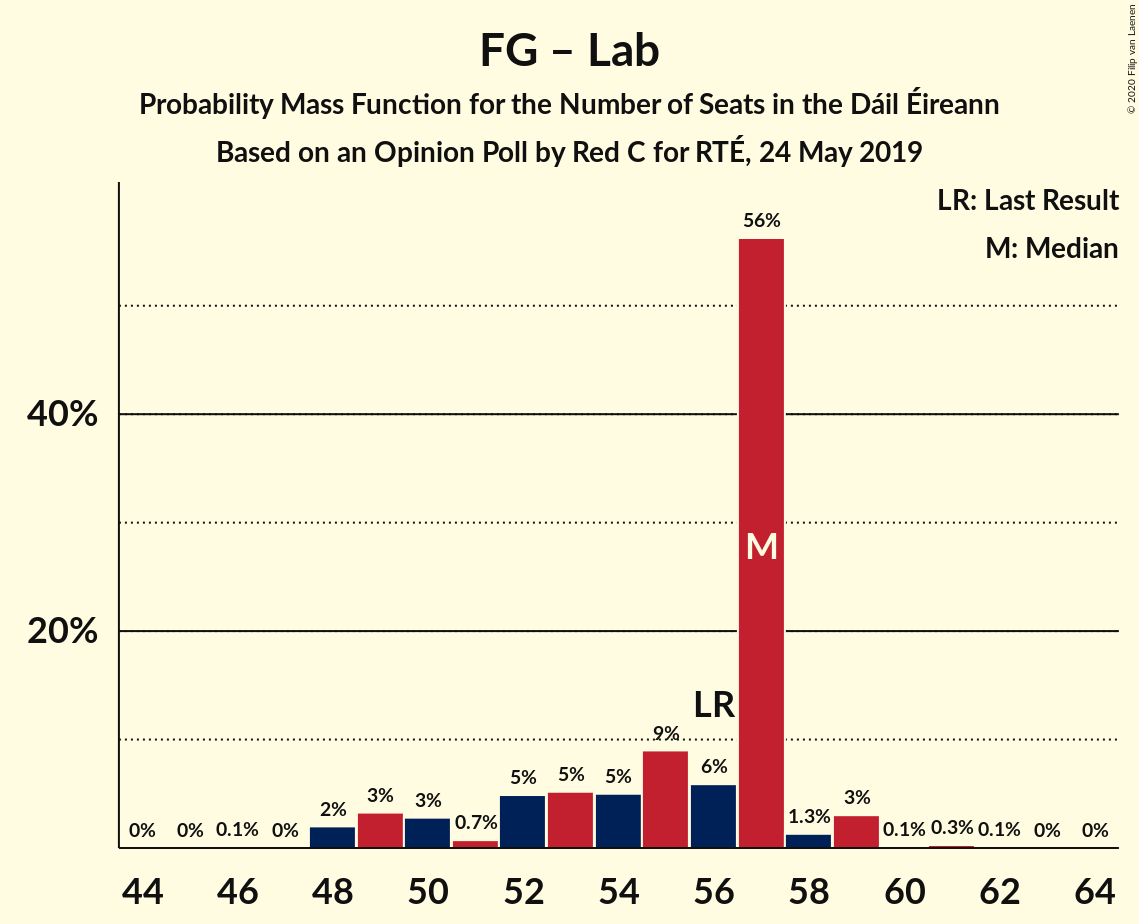 FG – Lab
Probability Mass Function for the Number of Seats in the Dáil Éireann
Based on an Opinion Poll by Red C for RTÉ, 24 May 2019
© 2020 Filip van Laenen
LR: Last Result
M: Median
56%
40%
M
20%
LR
9%
6%
5%
5%
5%
3%
3%
3%
2%
1.3%
0.7%
0%
0%
0.1%
0%
0.1%
0.3%
0.1%
0%
0%
44 46 48 50 52 54 56 58 60 62 64